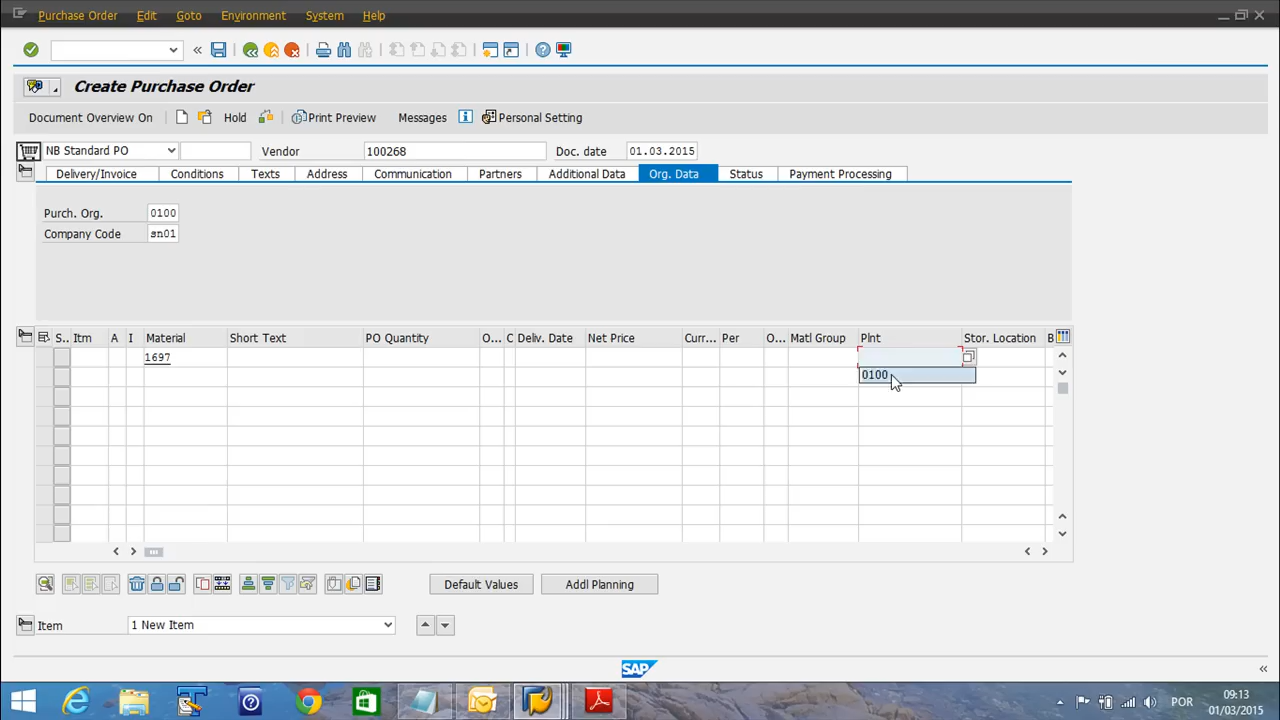 Purchase Order Edit Goto Environment System Help
Create Purchase Order
Document Overview On Hold Print Preview Messages Personal Setting
NB Standard PO Vendor 100268 Doc. date 01.03.2015
Delivery/Invoice Conditions Texts Address Communication Partners Additional Data Org. Data Status Payment Processing
Purch. Org. 0100
Company Code sn01
S.. Itm A I Material Short Text PO Quantity O... C Deliv. Date Net Price Curr... Per O... Matl Group Plnt Stor. Location B
1697
0100
Default Values Addl Planning
Item 1 New Item
SAP
POR 09:13
01/03/2015